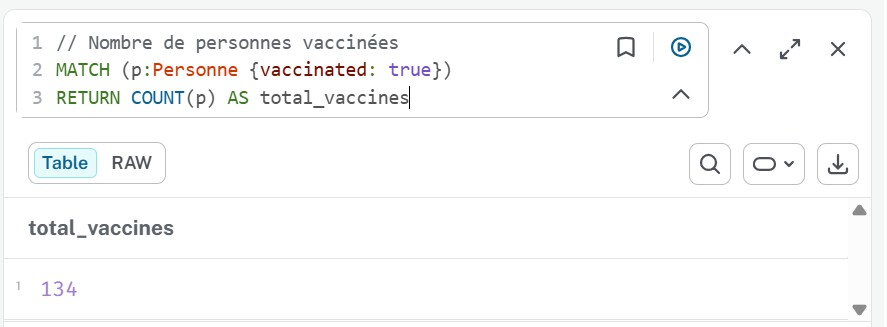 1 // Nombre de personnes vaccinées
2 MATCH (p:Personne {vaccinated: true})
3 RETURN COUNT(p) AS total_vaccines
Table RAW
total_vaccines
1 134